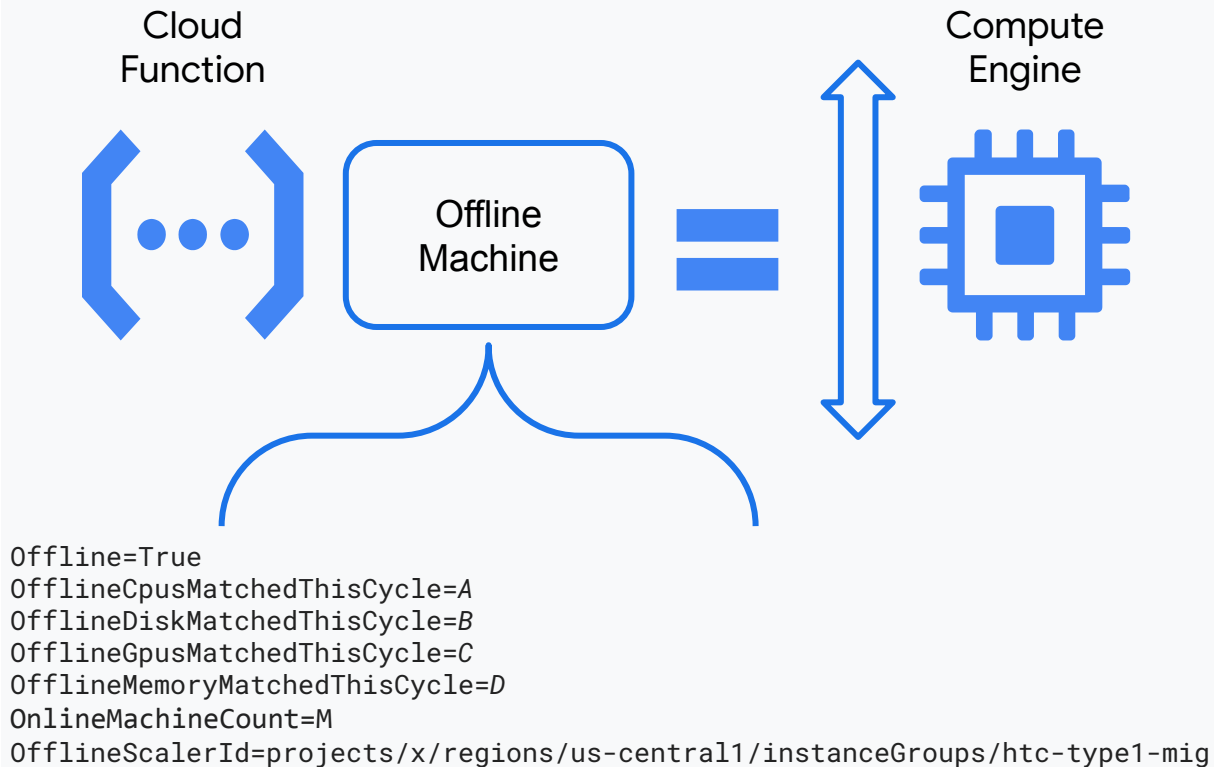 Cloud
Function
Compute
Engine
Offline
Machine
Offline=True
OfflineCpusMatchedThisCycle=A
OfflineDiskMatchedThisCycle=B
OfflineGpusMatchedThisCycle=C
OfflineMemoryMatchedThisCycle=D
OnlineMachineCount=M
OfflineScalerId=projects/x/regions/us-central1/instanceGroups/htc-type1-mig